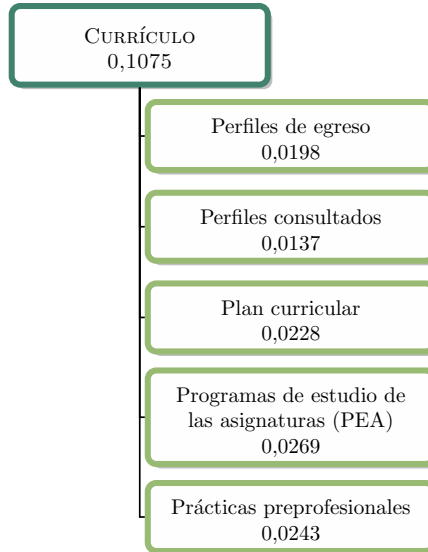 CURRÍCULO
0,1075
Perfiles de egreso
0,0198
Perfiles consultados
0,0137
Plan curricular
0,0228
Programas de estudio de
las asignaturas (PEA)
0,0269
Prácticas preprofesionales
0,0243